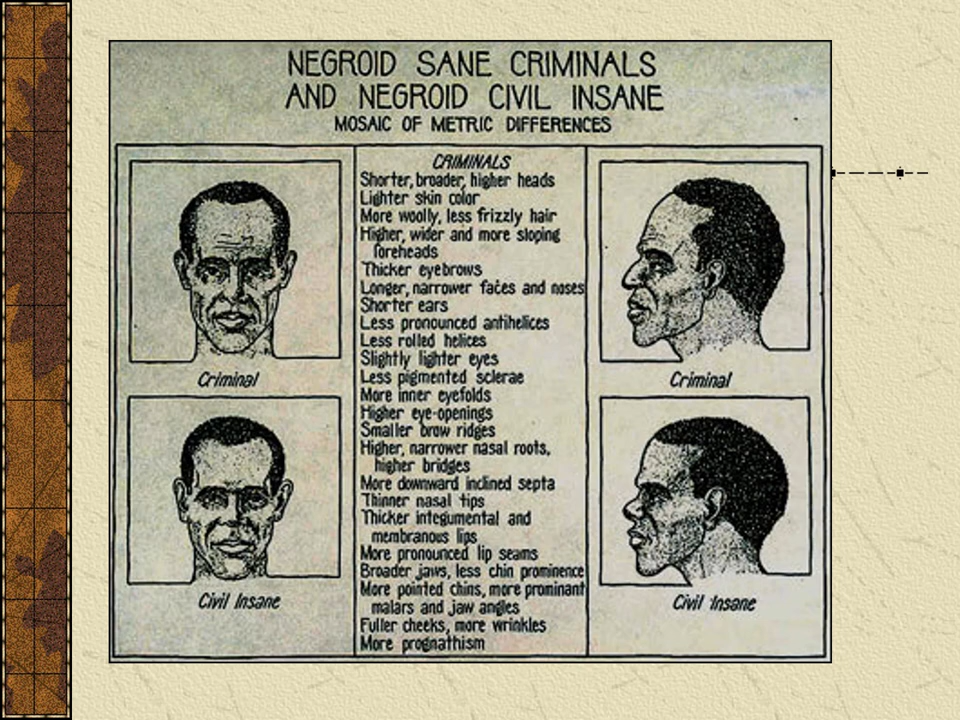 NEGROID SANE CRIMINALS
AND NEGROID CIVIL INSANE
MOSAIC OF METRIC DIFFERENCES
CRIMINALS
Shorter, broader, higher heads
Lighter skin color
More woolly, less frizzly hair
Higher, wider and more sloping
foreheads
Thicker eyebrows
Longer, narrower faces and noses
Shorter ears
Less pronounced antihelices
Less rolled helices
Slightly lighter eyes
Less pigmented sclerae
More inner eyefolds
Higher eye-openings
Smaller brow ridges
Higher, narrower nasal roots,
higher bridges
More downward inclined septa
Thinner nasal tips
Thicker integumental and
membranous lips
More pronounced lip seams
Broader jaws, less chin prominence
More pointed chins, more prominant
malars and jaw angles
Fuller cheeks, more wrinkles
More prognathism
Criminal
Criminal
Civil Insane
Civil Insane